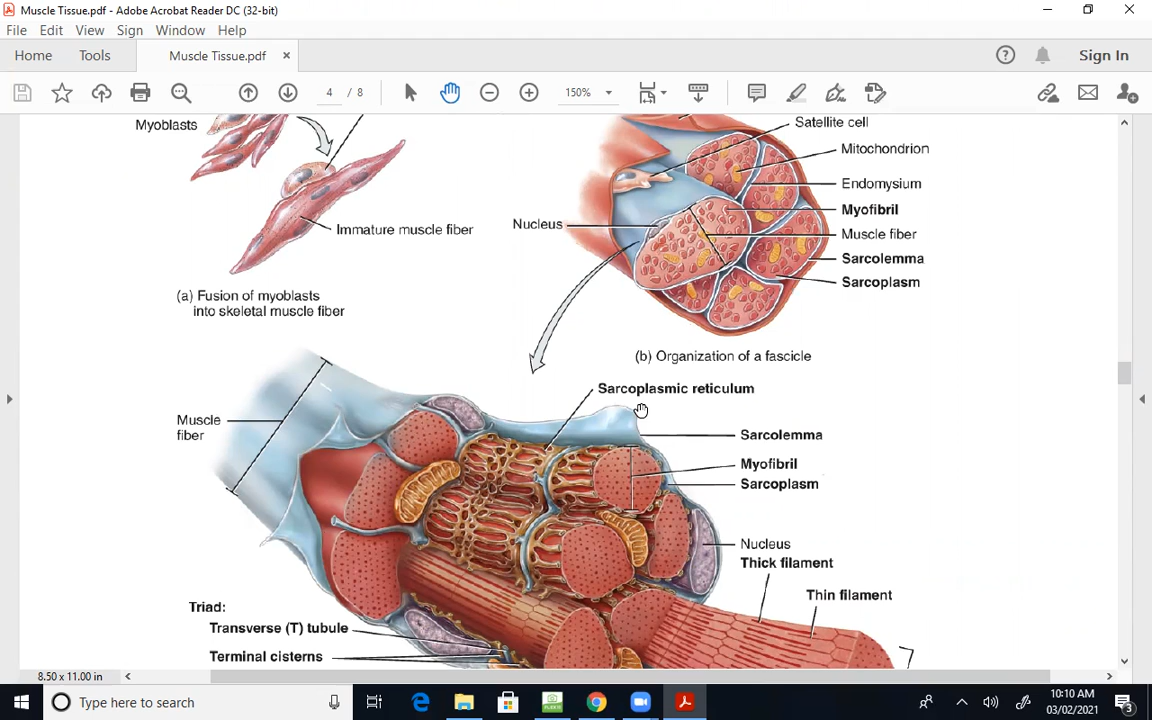 Muscle Tissue.pdf - Adobe Acrobat Reader DC (32-bit)
File Edit View Sign Window Help
Home Tools Muscle Tissue.pdf × Sign In
4 / 8 150%
Myoblasts
Immature muscle fiber
(a) Fusion of myoblasts
into skeletal muscle fiber
Satellite cell
Mitochondrion
Endomysium
Myofibril
Nucleus
Muscle fiber
Sarcolemma
Sarcoplasm
(b) Organization of a fascicle
Sarcoplasmic reticulum
Muscle
fiber
Sarcolemma
Myofibril
Sarcoplasm
Nucleus
Thick filament
Thin filament
Triad:
Transverse (T) tubule
Terminal cisterns
8.50 x 11.00 in
Type here to search
10:10 AM
03/02/2021
3